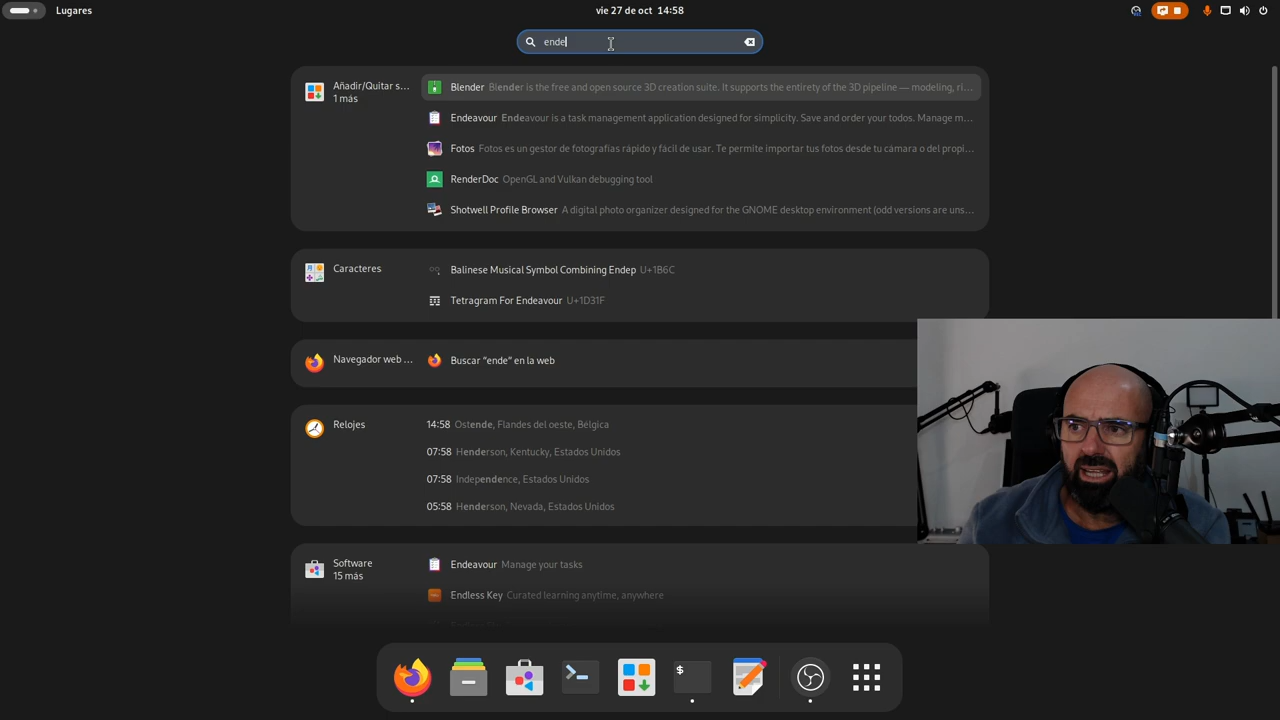 Lugares
vie 27 de oct 14:58
ende
Añadir/Quitar s...
1 más
Blender Blender is the free and open source 3D creation suite. It supports the entirety of the 3D pipeline — modeling, ri...
Endeavour Endeavour is a task management application designed for simplicity. Save and order your todos. Manage m...
Fotos Fotos es un gestor de fotografías rápido y fácil de usar. Te permite importar tus fotos desde tu cámara o del propi...
RenderDoc OpenGL and Vulkan debugging tool
Shotwell Profile Browser A digital photo organizer designed for the GNOME desktop environment (odd versions are uns...
Caracteres
Balinese Musical Symbol Combining Endep U+1B6C
Tetragram For Endeavour U+1D31F
Navegador web ...
Buscar “ende” en la web
Relojes
14:58 Ostende, Flandes del oeste, Bélgica
07:58 Henderson, Kentucky, Estados Unidos
07:58 Independence, Estados Unidos
05:58 Henderson, Nevada, Estados Unidos
Software
15 más
Endeavour Manage your tasks
Endless Key Curated learning anytime, anywhere